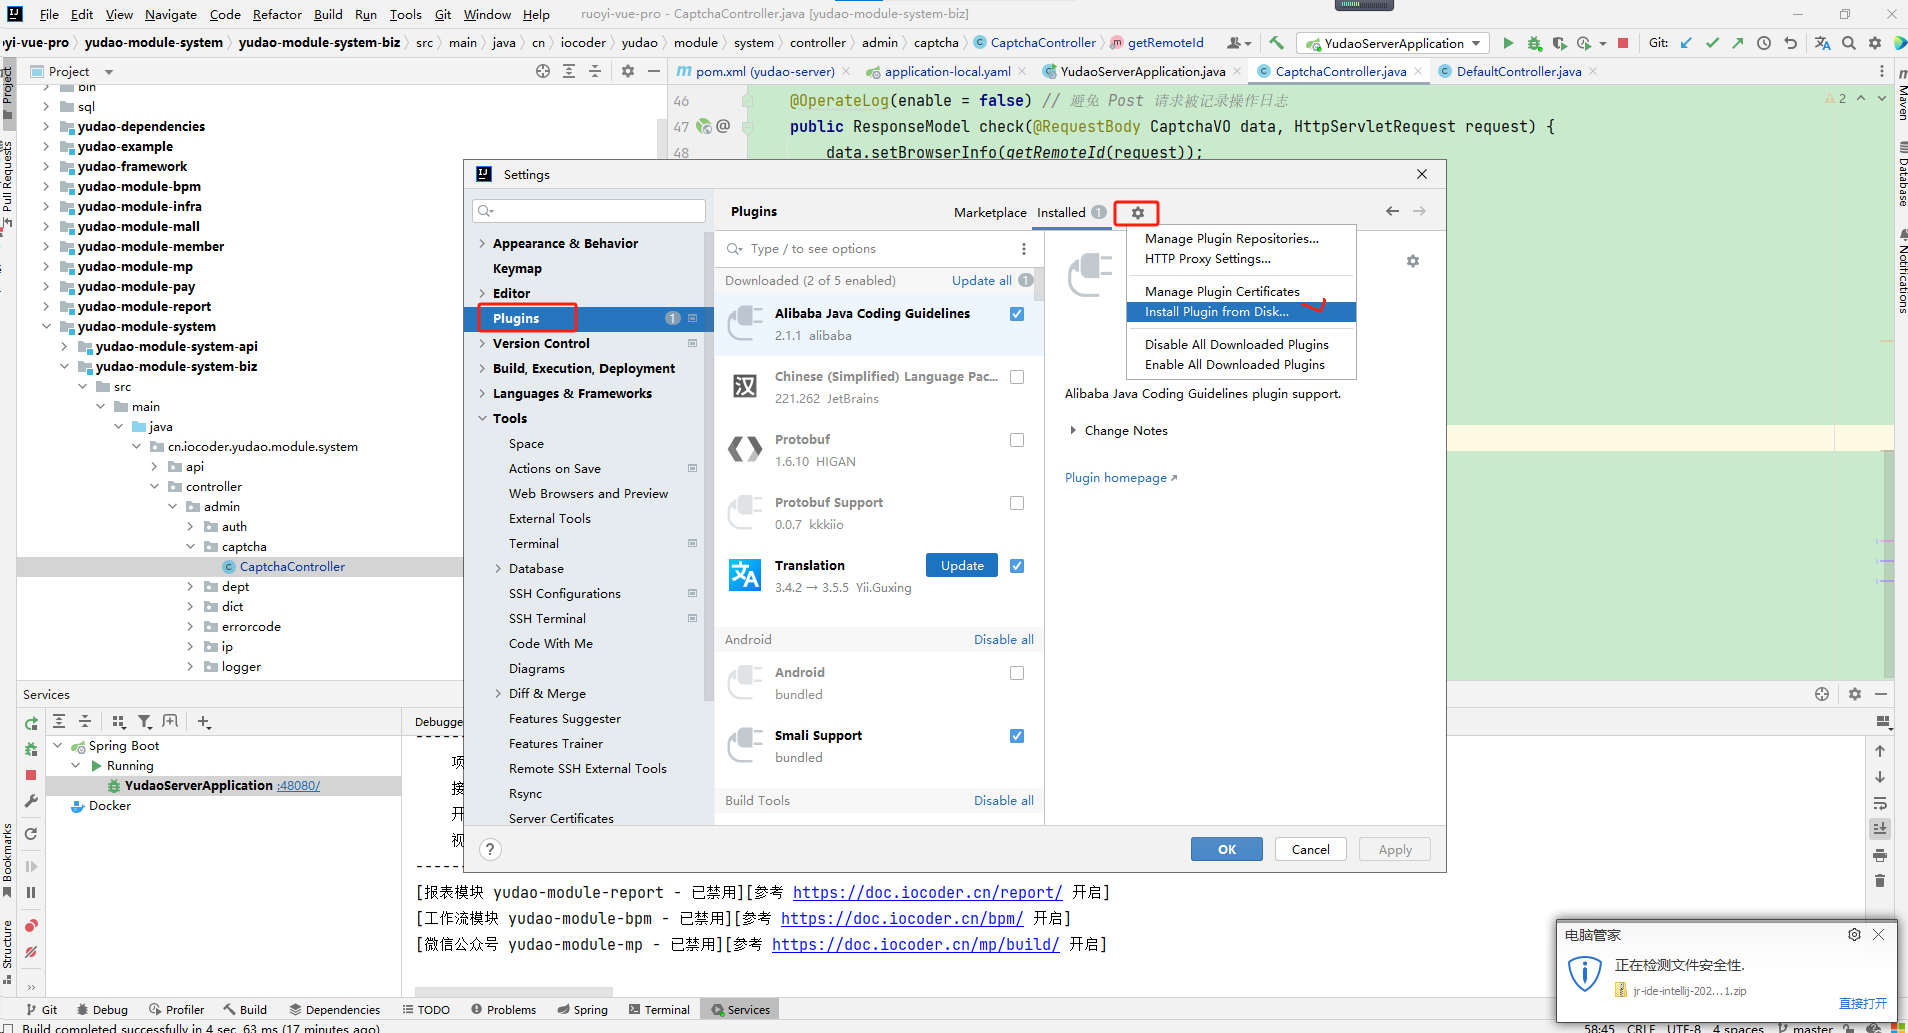 File Edit View Navigate Code Refactor Build Run Tools Git Window Help ruoyi-vue-pro - CaptchaController.java [yudao-module-system-biz]
oyi-vue-pro yudao-module-system yudao-module-system-biz src main java cn iocoder yudao module system controller admin captcha CaptchaController getRemoteId YudaoServerApplication Git:
Project
pom.xml (yudao-server) application-local.yaml YudaoServerApplication.java CaptchaController.java DefaultController.java
Project
Pull Requests
Bookmarks
Structure
Maven
Database
Notifications
bin
sql
yudao-dependencies
yudao-example
yudao-framework
yudao-module-bpm
yudao-module-infra
yudao-module-mall
yudao-module-member
yudao-module-mp
yudao-module-pay
yudao-module-report
yudao-module-system
yudao-module-system-api
yudao-module-system-biz
src
main
java
cn.iocoder.yudao.module.system
api
controller
admin
auth
captcha
CaptchaController
dept
dict
errorcode
ip
logger
46 @OperateLog(enable = false) // 避免 Post 请求被记录操作日志
2
47 public ResponseModel check(@RequestBody CaptchaVO data, HttpServletRequest request) {
48 data.setBrowserInfo(getRemoteId(request));
Settings
Appearance & Behavior
Keymap
Editor
Plugins 1
Version Control
Build, Execution, Deployment
Languages & Frameworks
Tools
Space
Actions on Save
Web Browsers and Preview
External Tools
Terminal
Database
SSH Configurations
SSH Terminal
Code With Me
Diagrams
Diff & Merge
Features Suggester
Features Trainer
Remote SSH External Tools
Rsync
Server Certificates
Plugins Marketplace Installed 1
Type / to see options
Downloaded (2 of 5 enabled) Update all 1
Alibaba Java Coding Guidelines
2.1.1 alibaba
汉 Chinese (Simplified) Language Pac...
221.262 JetBrains
Protobuf
1.6.10 HIGAN
Protobuf Support
0.0.7 kkkiio
Translation Update
3.4.2 → 3.5.5 Yii.Guxing
Android Disable all
Android
bundled
Smali Support
bundled
Build Tools Disable all
Manage Plugin Repositories...
HTTP Proxy Settings...
Manage Plugin Certificates
Install Plugin from Disk...
Disable All Downloaded Plugins
Enable All Downloaded Plugins
Alibaba Java Coding Guidelines plugin support.
Change Notes
Plugin homepage
? OK Cancel Apply
Services
Debugge
Spring Boot
Running
YudaoServerApplication :48080/
Docker
项
接
开
视
[报表模块 yudao-module-report - 已禁用][参考 https://doc.iocoder.cn/report/ 开启]
[工作流模块 yudao-module-bpm - 已禁用][参考 https://doc.iocoder.cn/bpm/ 开启]
[微信公众号 yudao-module-mp - 已禁用][参考 https://doc.iocoder.cn/mp/build/ 开启]
电脑管家
正在检测文件安全性.
jr-ide-intellij-202...1.zip
直接打开
Git Debug Profiler Build Dependencies TODO Problems Spring Terminal Services
Build completed successfully in 4 sec, 63 ms (17 minutes ago) 58:45 CRLF UTF-8 4 spaces master